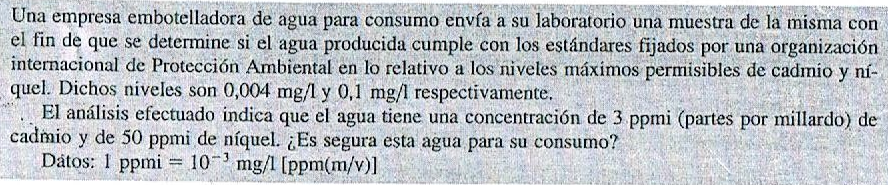 Una empresa embotelladora de agua para consumo envía a su laboratorio una muestra de la misma con
el fin de que se determine si el agua producida cumple con los estándares fijados por una organización
internacional de Protección Ambiental en lo relativo a los niveles máximos permisibles de cadmio y ní-
quel. Dichos niveles son 0,004 mg/l y 0,1 mg/l respectivamente.
El análisis efectuado indica que el agua tiene una concentración de 3 ppmi (partes por millardo) de
cadmio y de 50 ppmi de níquel. ¿Es segura esta agua para su consumo?
Datos: 1 ppmi = 10⁻³ mg/l [ppm(m/v)]